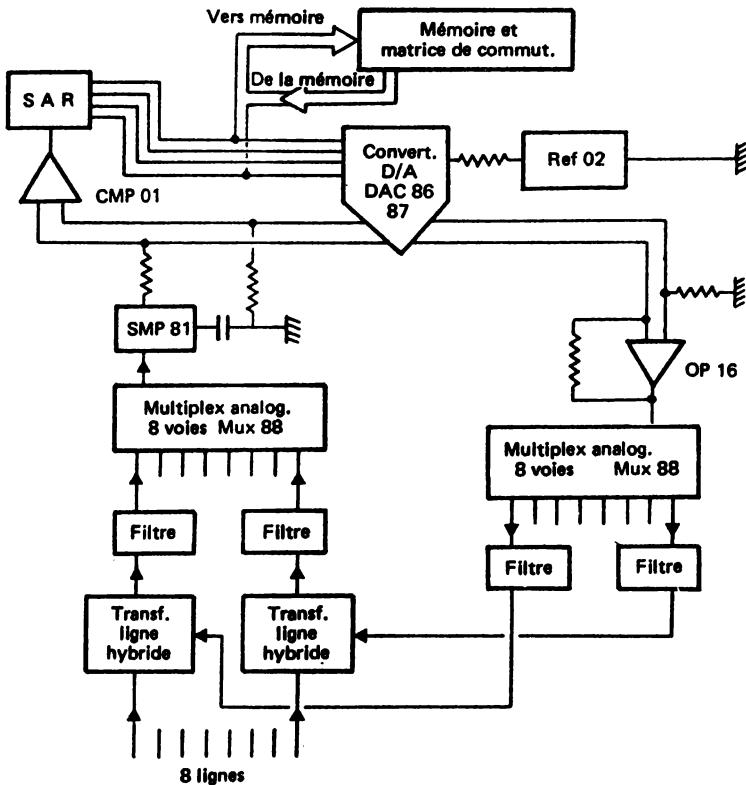 Vers mémoire
Mémoire et
matrice de commut.
De la mémoire
S A R
CMP 01
Convert.
D/A
DAC 86
87
Ref 02
SMP 81
OP 16
Multiplex analog.
8 voies Mux 88
Multiplex analog.
8 voies Mux 88
Filtre
Filtre
Filtre
Filtre
Transf.
ligne
hybride
Transf.
ligne
hybride
8 lignes